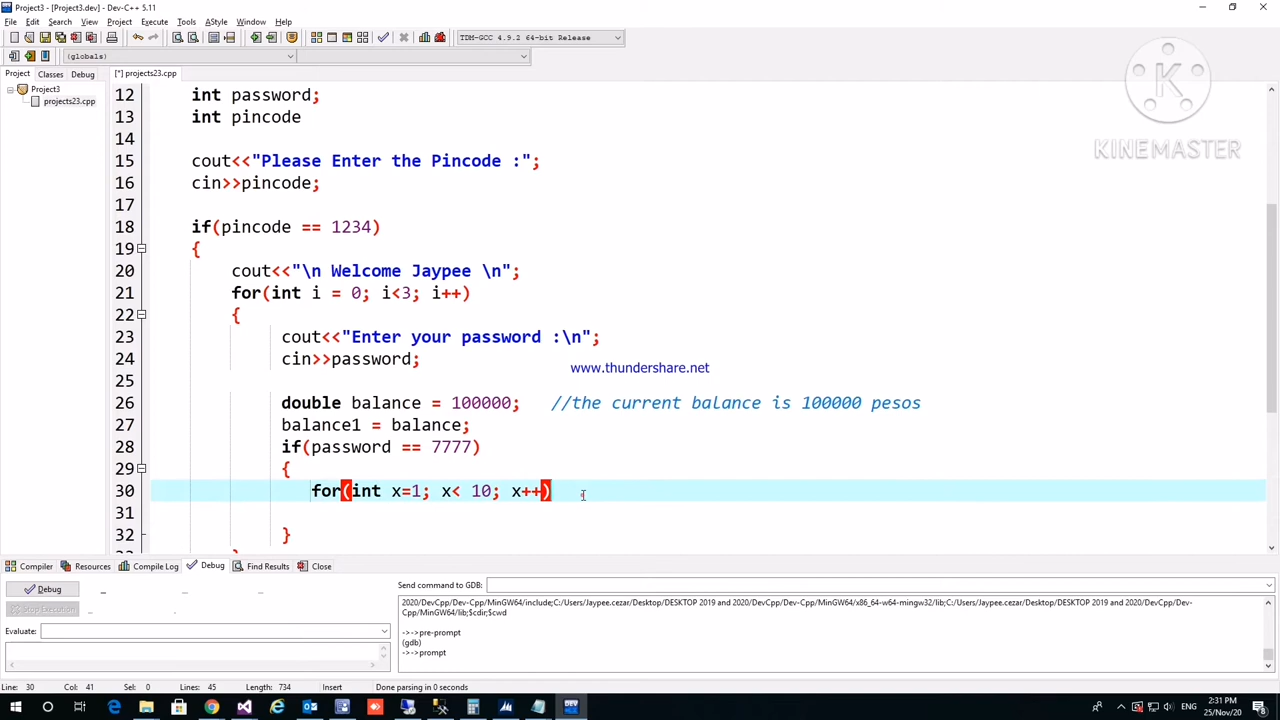 Project3 - [Project3.dev] - Dev-C++ 5.11
File Edit Search View Project Execute Tools AStyle Window Help
TDM-GCC 4.9.2 64-bit Release
(globals)
Project Classes Debug
[*] projects23.cpp
Project3
projects23.cpp
K
KINEMASTER
12 int password;
13 int pincode
14
15 cout<<"Please Enter the Pincode :";
16 cin>>pincode;
17
18 if(pincode == 1234)
19 {
20 cout<<"\n Welcome Jaypee \n";
21 for(int i = 0; i<3; i++)
22 {
23 cout<<"Enter your password :\n";
24 cin>>password;
www.thundershare.net
25
26 double balance = 100000; //the current balance is 100000 pesos
27 balance1 = balance;
28 if(password == 7777)
29 {
30 for(int x=1; x< 10; x++)
31
32 }
Compiler Resources Compile Log Debug Find Results Close
Debug
Stop Execution
Send command to GDB:
Evaluate:
2020/DevCpp/Dev-Cpp/MinGW64/include;C:/Users/Jaypee.cezar/Desktop/DESKTOP 2019 and 2020/DevCpp/Dev-Cpp/MinGW64/x86_64-w64-mingw32/lib;C:/Users/Jaypee.cezar/Desktop/DESKTOP 2019 and 2020/DevCpp/Dev-
Cpp/MinGW64/lib;$cdir;$cwd
->->pre-prompt
(gdb)
->->prompt
Line: 30 Col: 41 Sel: 0 Lines: 45 Length: 734 Insert Done parsing in 0 seconds
DEV
ENG
2:31 PM
25/Nov/20
8